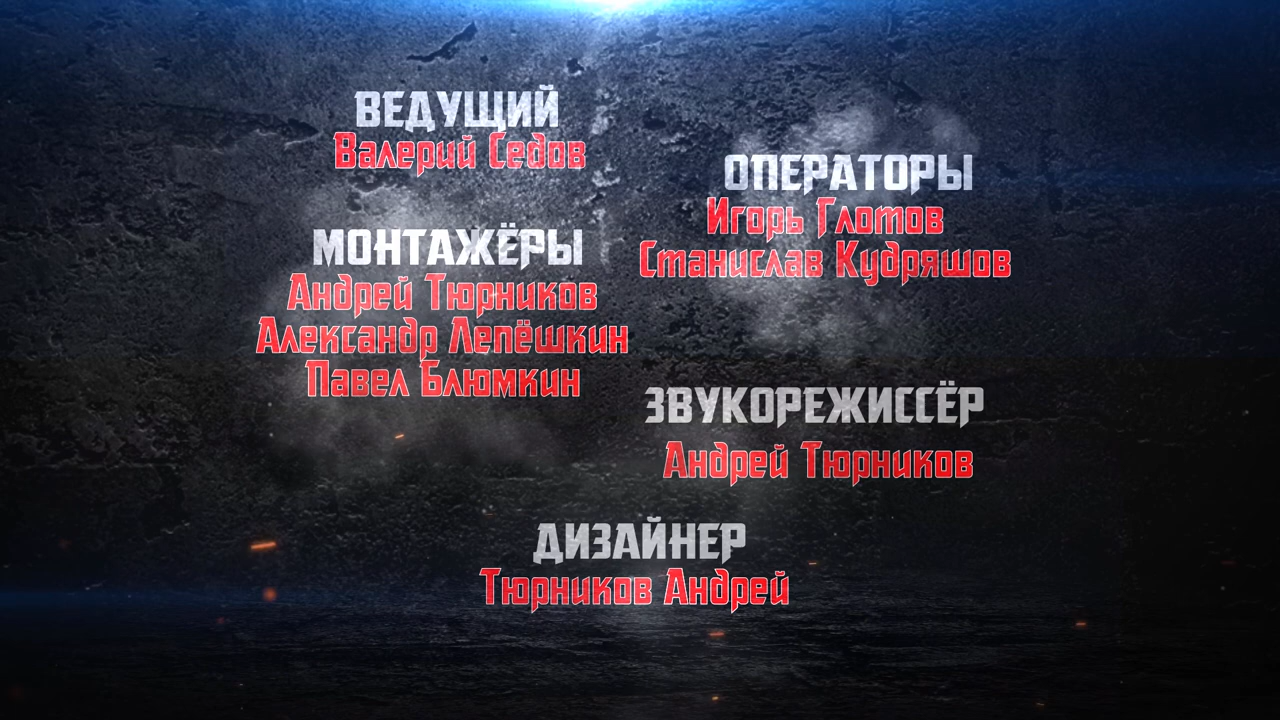 ВЕДУЩИЙ
Валерий Седов
МОНТАЖЁРЫ
Андрей Тюрников
Александр Лепёшкин
Павел Блюмкин
ОПЕРАТОРЫ
Игорь Глотов
Станислав Кудряшов
ЗВУКОРЕЖИССЁР
Андрей Тюрников
ДИЗАЙНЕР
Тюрников Андрей